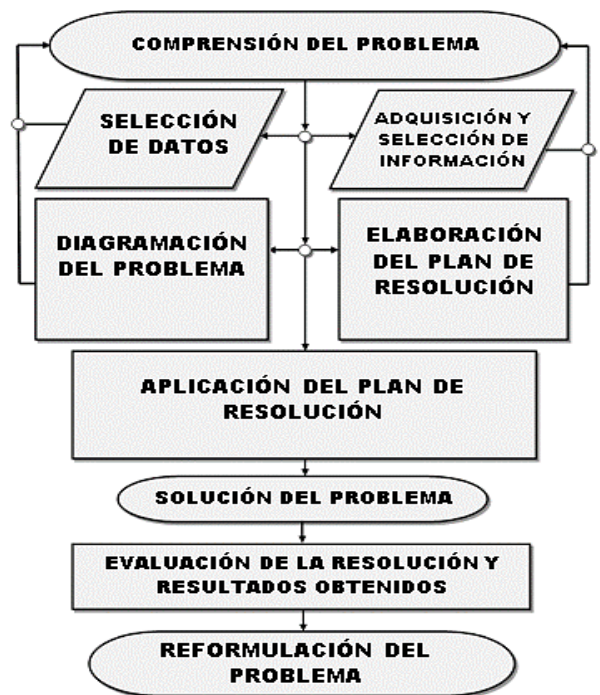 COMPRENSIÓN DEL PROBLEMA
SELECCIÓN
DE DATOS
ADQUISICIÓN Y
SELECCIÓN DE
INFORMACIÓN
DIAGRAMACIÓN
DEL PROBLEMA
ELABORACIÓN
DEL PLAN DE
RESOLUCIÓN
APLICACIÓN DEL PLAN DE
RESOLUCIÓN
SOLUCIÓN DEL PROBLEMA
EVALUACIÓN DE LA RESOLUCIÓN Y
RESULTADOS OBTENIDOS
REFORMULACIÓN DEL
PROBLEMA